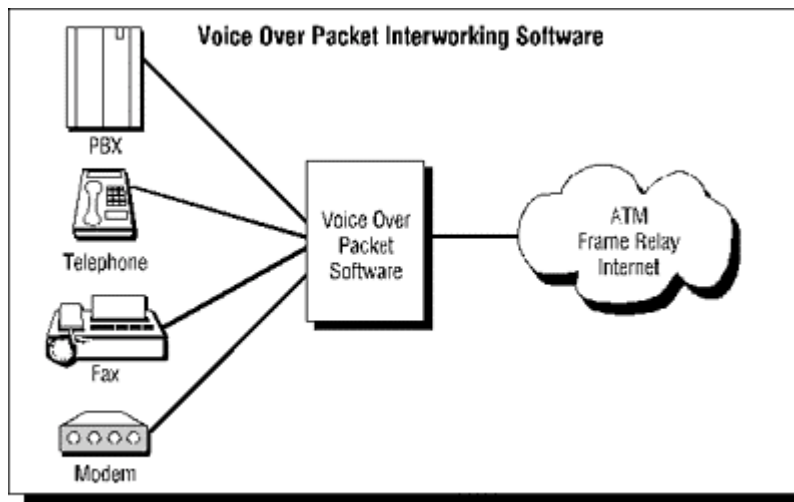 Voice Over Packet Interworking Software
PBX
Telephone
Fax
Modem
Voice Over
Packet
Software
ATM
Frame Relay
Internet